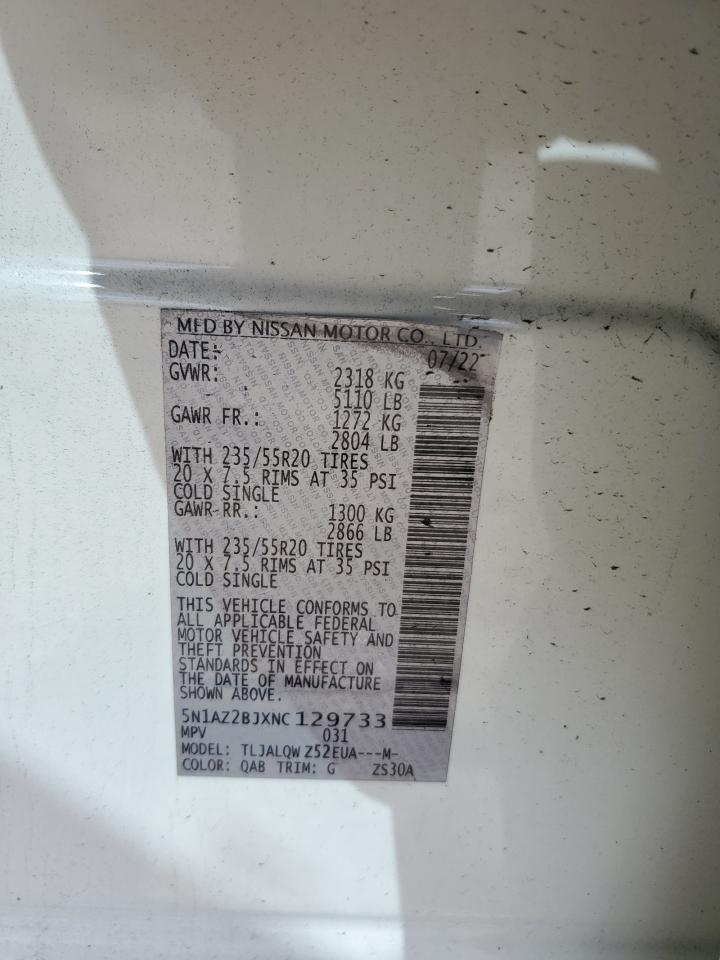 MFD BY NISSAN MOTOR CO., LTD.
DATE: 07/22
GVWR: 2318 KG
5110 LB
GAWR FR.: 1272 KG
2804 LB
WITH 235/55R20 TIRES
20 X 7.5 RIMS AT 35 PSI
COLD SINGLE
GAWR RR.: 1300 KG
2866 LB
WITH 235/55R20 TIRES
20 X 7.5 RIMS AT 35 PSI
COLD SINGLE
THIS VEHICLE CONFORMS TO
ALL APPLICABLE FEDERAL
MOTOR VEHICLE SAFETY AND
THEFT PREVENTION
STANDARDS IN EFFECT ON
THE DATE OF MANUFACTURE
SHOWN ABOVE.
5N1AZ2BJXNC129733
MPV 031
MODEL: TLJALQW Z52EUA---M-
COLOR: QAB TRIM: G ZS30A